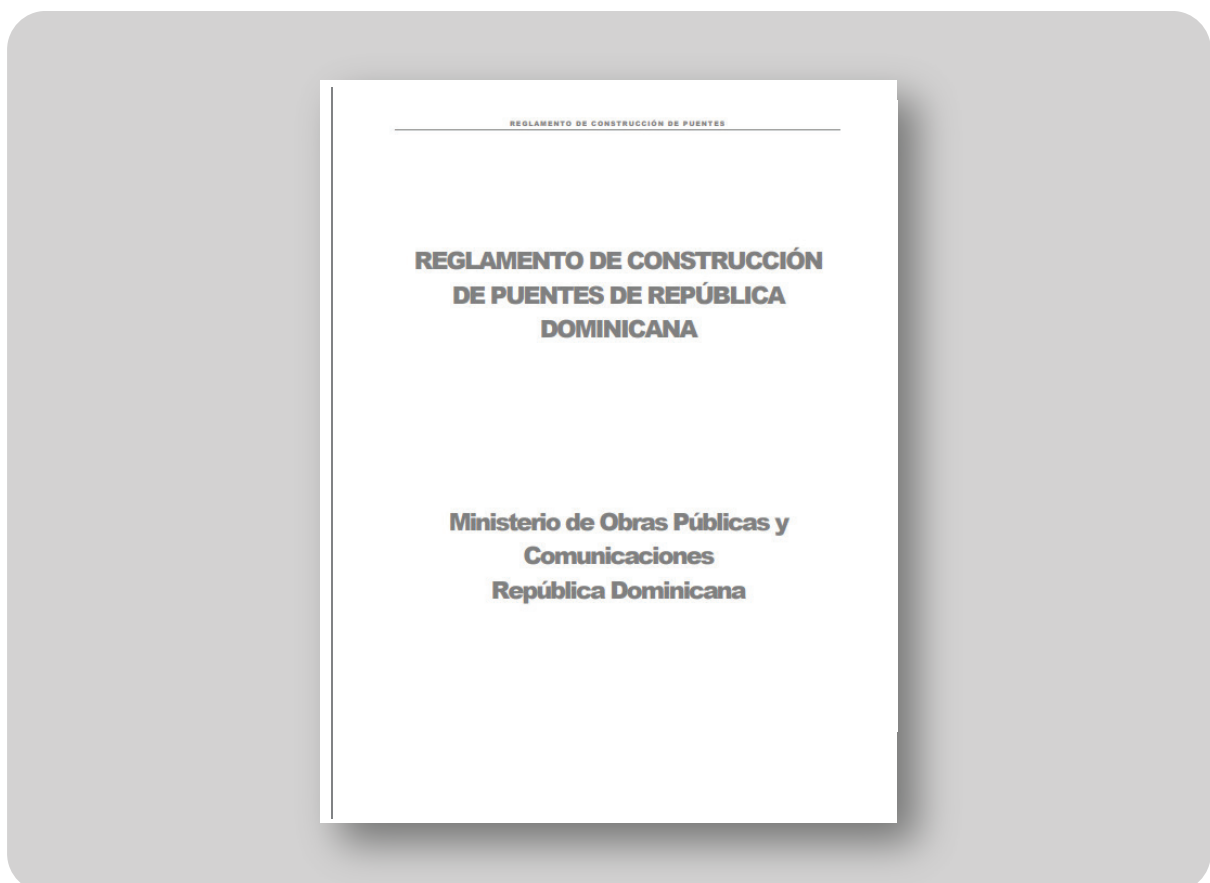 REGLAMENTO DE CONSTRUCCIÓN DE PUENTES
REGLAMENTO DE CONSTRUCCIÓN
DE PUENTES DE REPÚBLICA
DOMINICANA
Ministerio de Obras Públicas y
Comunicaciones
República Dominicana